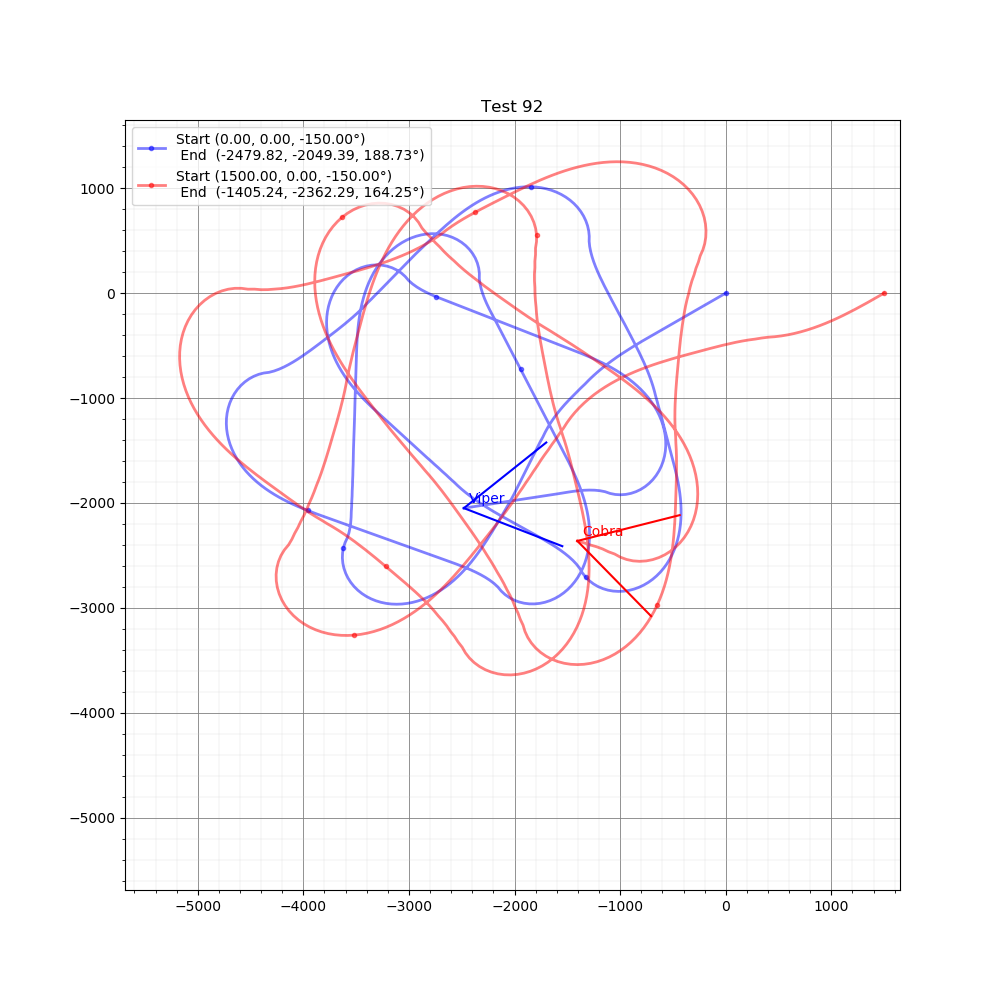 Test 92
Start (0.00, 0.00, -150.00°)
End (-2479.82, -2049.39, 188.73°)
Start (1500.00, 0.00, -150.00°)
End (-1405.24, -2362.29, 164.25°)
1000
0
−1000
−2000
−3000
−4000
−5000
Viper
Cobra
−5000 −4000 −3000 −2000 −1000 0 1000